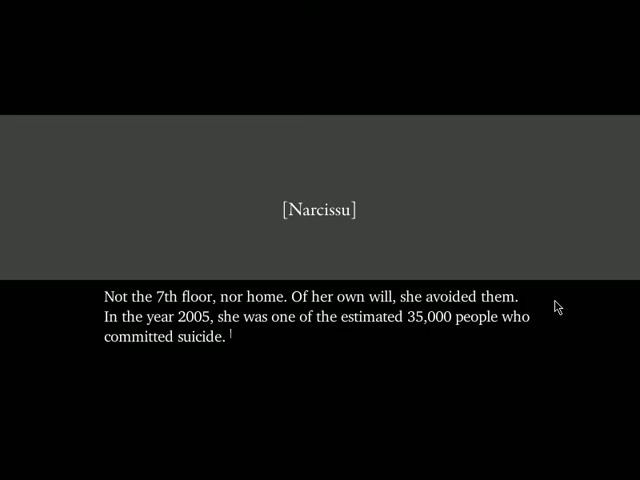 [Narcissu]
Not the 7th floor, nor home. Of her own will, she avoided them.
In the year 2005, she was one of the estimated 35,000 people who
committed suicide.